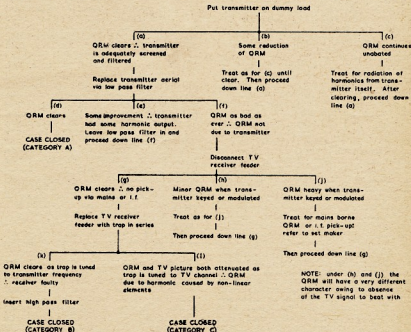 Put transmitter on dummy load
(a)
QRM clears ∴ transmitter
is adequately screened
and filtered
Replace transmitter aerial
via low pass filter
(b)
Some reduction
of QRM
Treat as for (c) until
clear. Then proceed
down line (a)
(c)
QRM continues
unabated
Treat for radiation of
harmonics from trans-
mitter itself. After
clearing, proceed down
line (a)
(d)
QRM clears
CASE CLOSED
(CATEGORY A)
(e)
Some improvement ∴ transmitter
had some harmonic output.
Leave low pass filter in and
proceed down line (f)
(f)
QRM as bad as
ever ∴ QRM not
due to transmitter
Disconnect TV
receiver feeder
(g)
QRM clears ∴ no pick-
up via mains or i.f.
Replace TV receiver
feeder with trap in series
(h)
Minor QRM when trans-
mitter keyed or modulated
Treat as for (j)
Then proceed down line (g)
(j)
QRM heavy when trans-
mitter keyed or modulated
Treat for mains borne
QRM or i.f. pick-up:
refer to set maker
Then proceed down line (g)
(k)
QRM clears as trap is tuned
to transmitter frequency
∴ receiver faulty
Insert high pass filter
CASE CLOSED
(CATEGORY B)
(l)
QRM and TV picture both attenuated as
trap is tuned to TV channel ∴ QRM
due to harmonic caused by non-linear
elements
CASE CLOSED
(CATEGORY C)
NOTE: under (h) and (j) the
QRM will have a very different
character owing to absence
of the TV signal to beat with